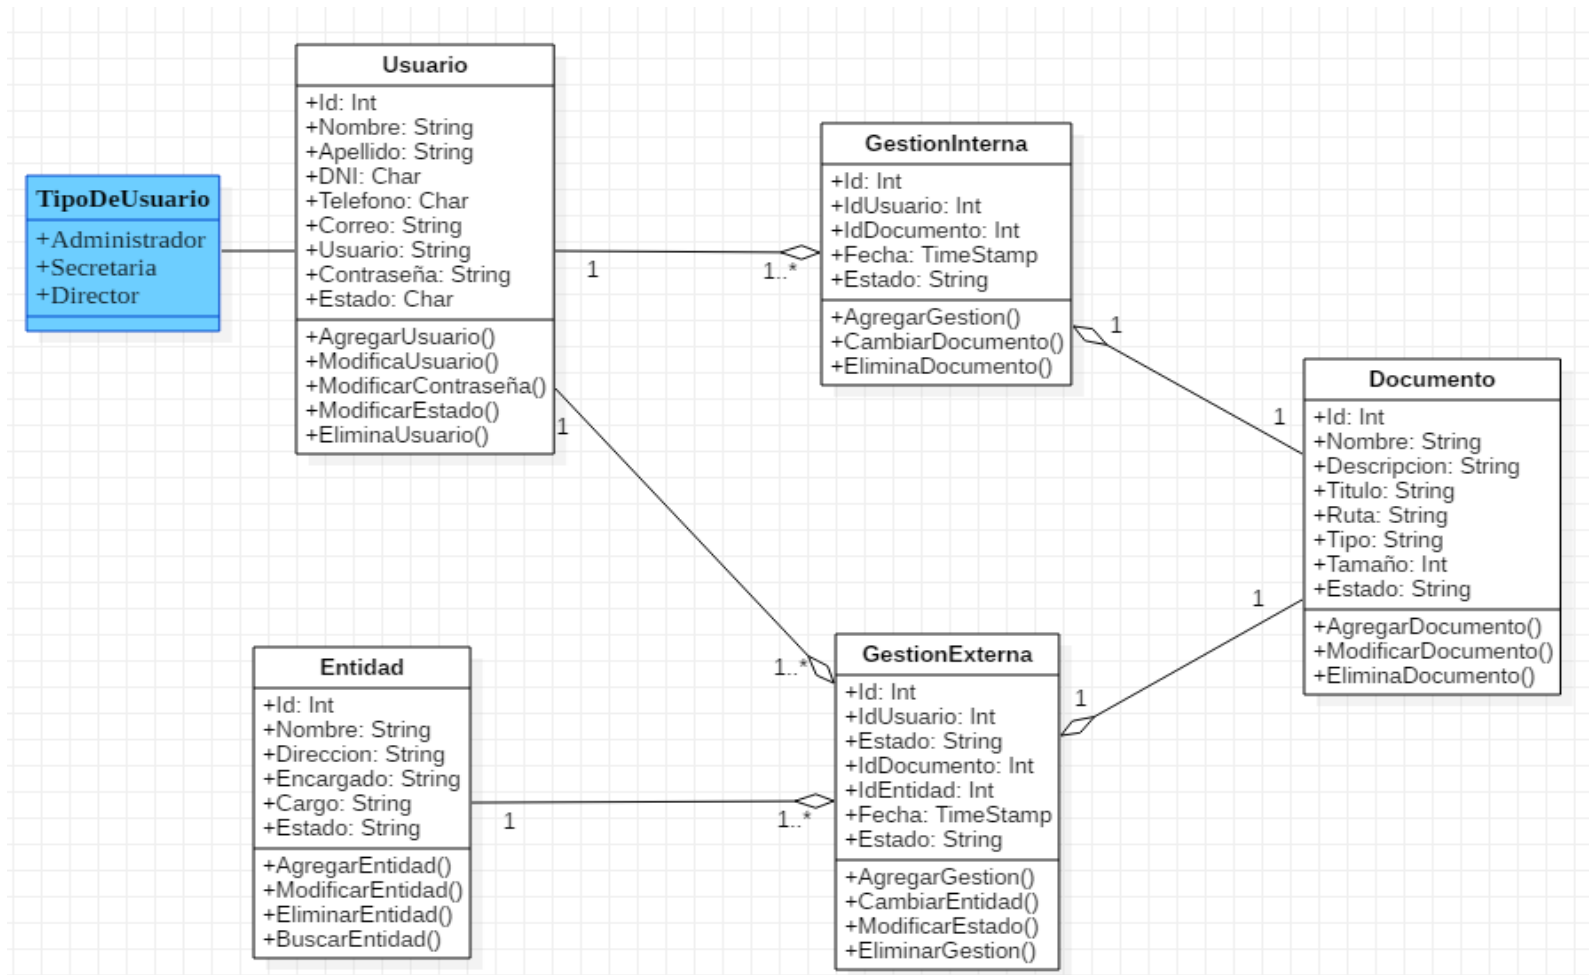 TipoDeUsuario
+Administrador
+Secretaria
+Director
Usuario
+Id: Int
+Nombre: String
+Apellido: String
+DNI: Char
+Telefono: Char
+Correo: String
+Usuario: String
+Contraseña: String
+Estado: Char
+AgregarUsuario()
+ModificaUsuario()
+ModificarContraseña()
+ModificarEstado()
+EliminaUsuario()
1
1..*
1
1..*
GestionInterna
+Id: Int
+IdUsuario: Int
+IdDocumento: Int
+Fecha: TimeStamp
+Estado: String
+AgregarGestion()
+CambiarDocumento()
+EliminaDocumento()
1
1
Documento
+Id: Int
+Nombre: String
+Descripcion: String
+Titulo: String
+Ruta: String
+Tipo: String
+Tamaño: Int
+Estado: String
+AgregarDocumento()
+ModificarDocumento()
+EliminaDocumento()
1
1
Entidad
+Id: Int
+Nombre: String
+Direccion: String
+Encargado: String
+Cargo: String
+Estado: String
+AgregarEntidad()
+ModificarEntidad()
+EliminarEntidad()
+BuscarEntidad()
1
1..*
GestionExterna
+Id: Int
+IdUsuario: Int
+Estado: String
+IdDocumento: Int
+IdEntidad: Int
+Fecha: TimeStamp
+Estado: String
+AgregarGestion()
+CambiarEntidad()
+ModificarEstado()
+EliminarGestion()